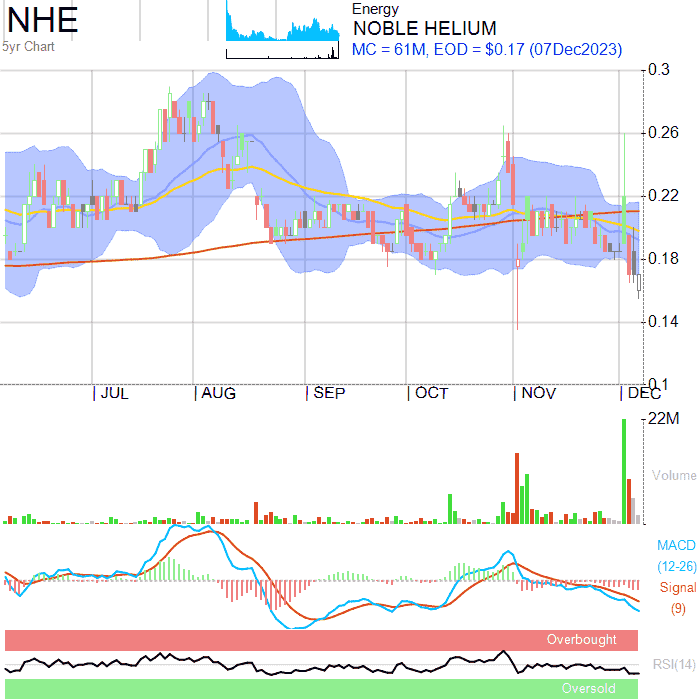 NHE
5yr Chart
Energy
NOBLE HELIUM
MC = 61M, EOD = $0.17 (07Dec2023)
0.3
0.26
0.22
0.18
0.14
0.1
JUL AUG SEP OCT NOV DEC
22M
Volume
MACD
(12-26)
Signal
(9)
Overbought
RSI(14)
Oversold